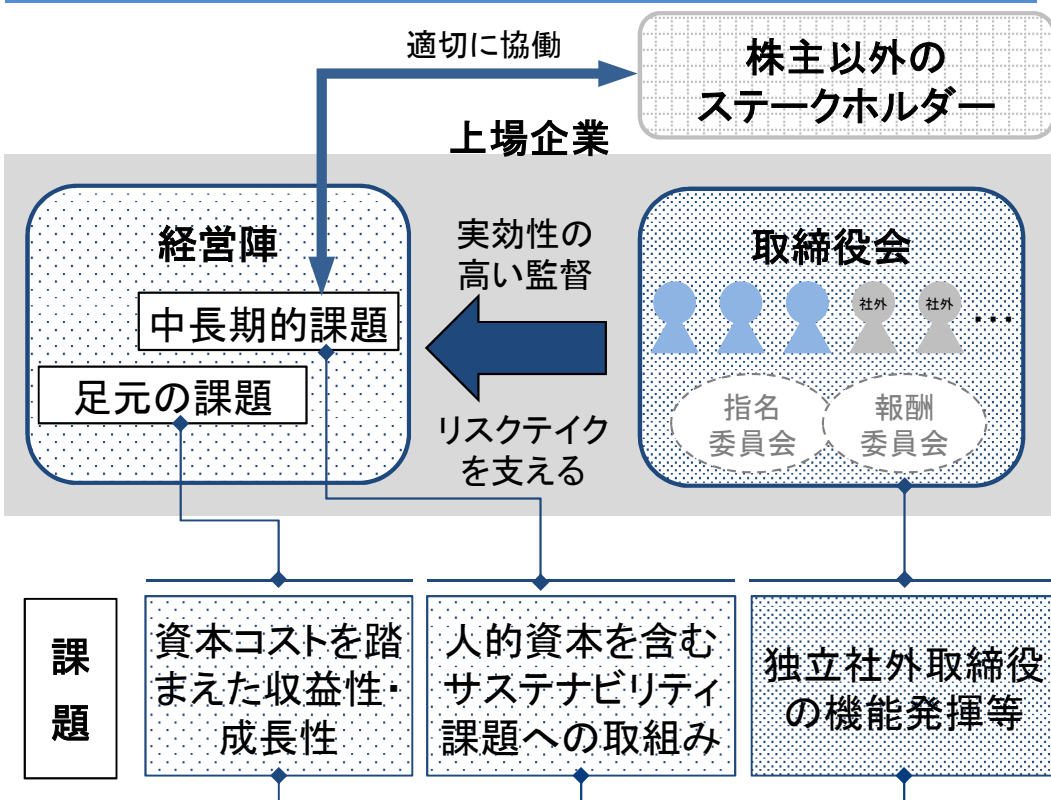 適切に協働
株主以外の
ステークホルダー
上場企業
経営陣
中長期的課題
足元の課題
実効性の
高い監督
リスクテイク
を支える
取締役会
社外
社外
…
指名
委員会
報酬
委員会
課
題
資本コストを踏
まえた収益性・
成長性
人的資本を含む
サステナビリティ
課題への取組み
独立社外取締役
の機能発揮等